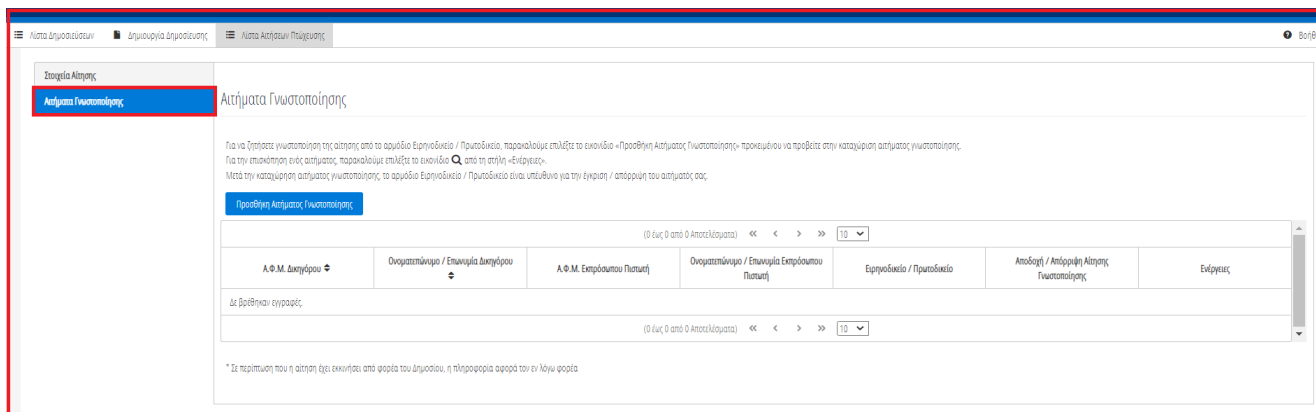 Λίστα Δημοσιεύσεων Δημιουργία Δημοσίευσης Λίστα Αιτήσεων Πτώχευσης Βοήθ
Στοιχεία Αίτησης
Αιτήματα Γνωστοποίησης
Αιτήματα Γνωστοποίησης
Για να ζητήσετε γνωστοποίηση της αίτησης από το αρμόδιο Ειρηνοδικείο / Πρωτοδικείο, παρακαλούμε επιλέξτε το εικονίδιο «Προσθήκη Αιτήματος Γνωστοποίησης» προκειμένου να προβείτε στην καταχώριση αιτήματος γνωστοποίησης.
Για την επισκόπηση ενός αιτήματος, παρακαλούμε επιλέξτε το εικονίδιο από τη στήλη «Ενέργειες».
Μετά την καταχώρηση αιτήματος γνωστοποίησης, το αρμόδιο Ειρηνοδικείο / Πρωτοδικείο είναι υπεύθυνο για την έγκριση / απόρριψη του αιτήματός σας.
Προσθήκη Αιτήματος Γνωστοποίησης
(0 έως 0 από 0 Αποτελέσματα) 10
Α.Φ.Μ. Δικηγόρου Ονοματεπώνυμο / Επωνυμία Δικηγόρου Α.Φ.Μ. Εκπρόσωπου Πιστωτή Ονοματεπώνυμο / Επωνυμία Εκπρόσωπου Πιστωτή Ειρηνοδικείο / Πρωτοδικείο Αποδοχή / Απόρριψη Αίτησης Γνωστοποίησης Ενέργειες
Δε βρέθηκαν εγγραφές.
(0 έως 0 από 0 Αποτελέσματα) 10
* Σε περίπτωση που η αίτηση έχει εκκινήσει από φορέα του Δημοσίου, η πληροφορία αφορά τον εν λόγω φορέα.